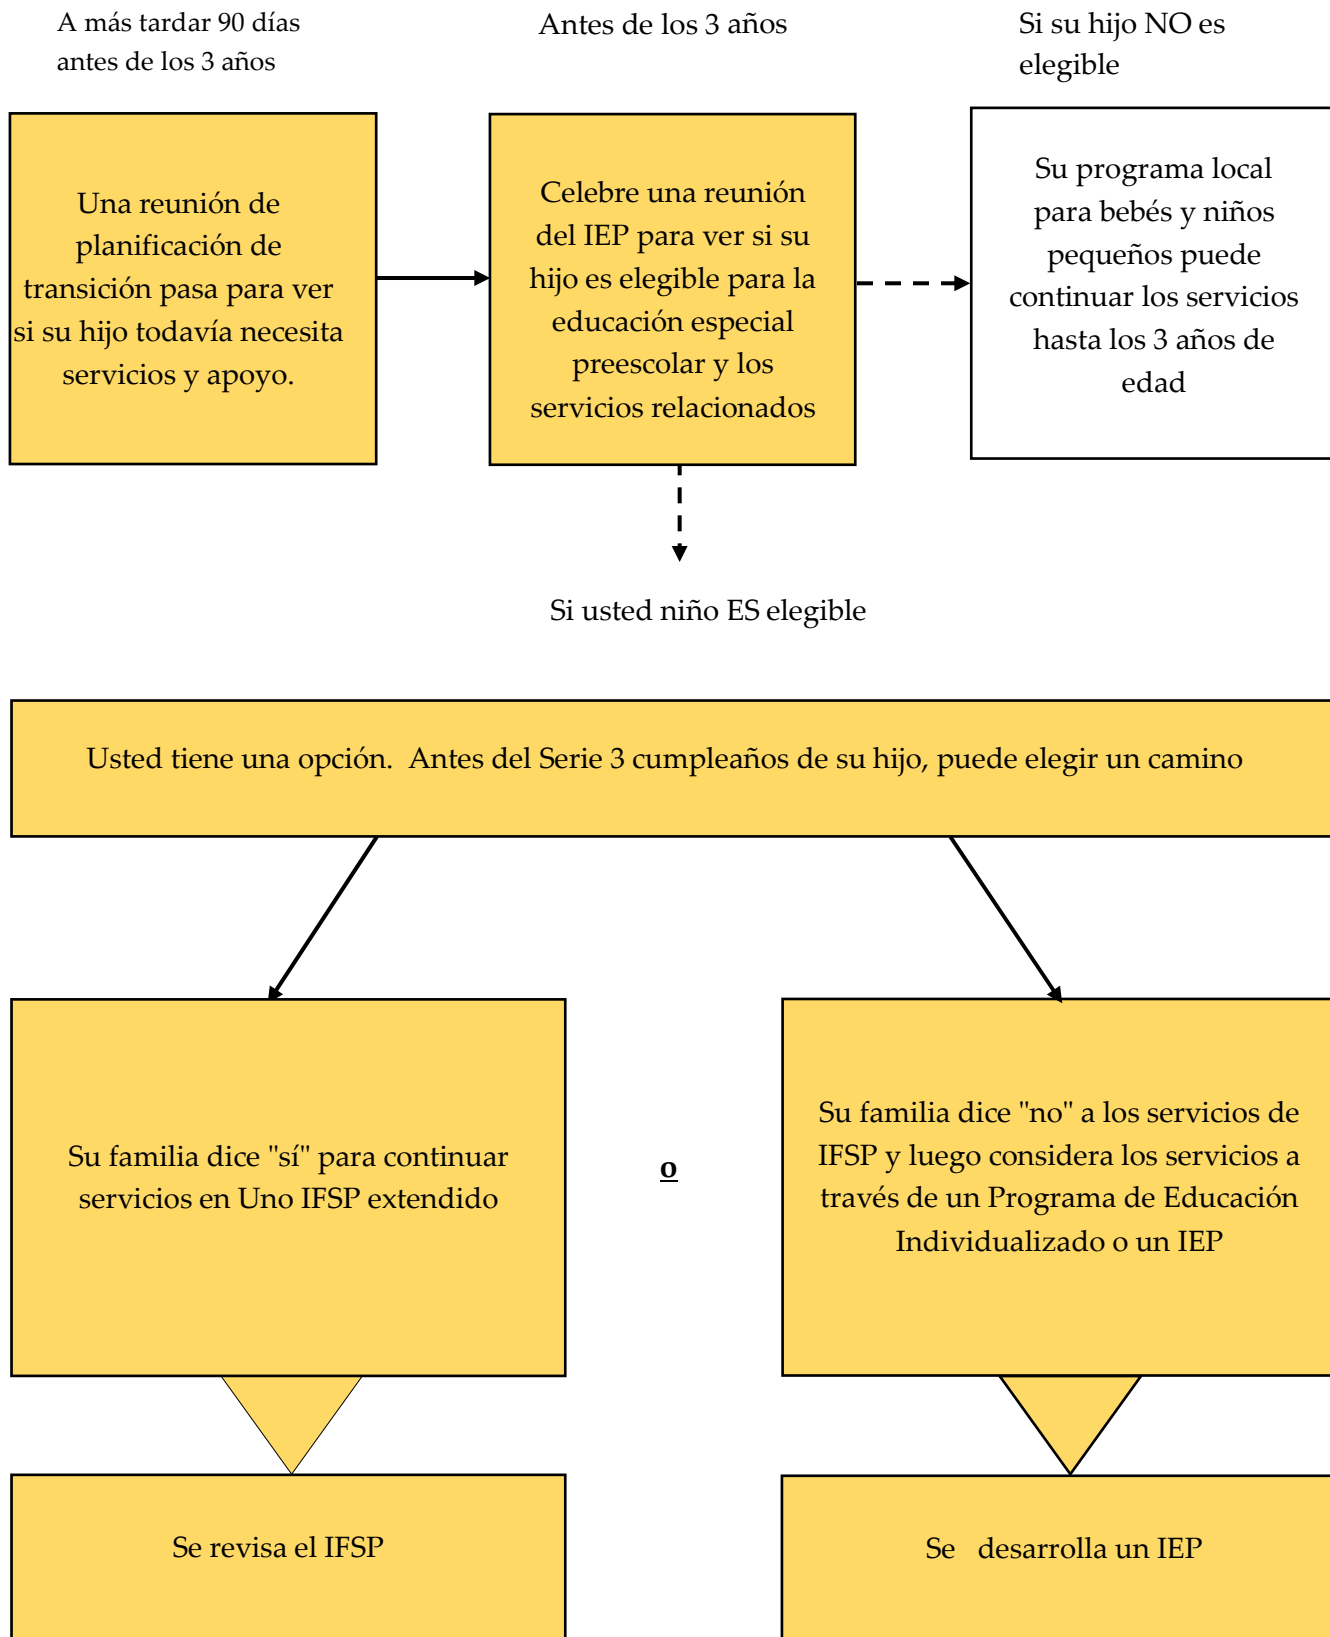 A más tardar 90 días
antes de los 3 años
Antes de los 3 años
Si su hijo NO es
elegible
Una reunión de
planificación de
transición pasa para ver
si su hijo todavía necesita
servicios y apoyo.
Celebre una reunión
del IEP para ver si su
hijo es elegible para la
educación especial
preescolar y los
servicios relacionados
Su programa local
para bebés y niños
pequeños puede
continuar los servicios
hasta los 3 años de
edad
Si usted niño ES elegible
Usted tiene una opción. Antes del Serie 3 cumpleaños de su hijo, puede elegir un camino
Su familia dice "sí" para continuar
servicios en Uno IFSP extendido
o
Su familia dice "no" a los servicios de
IFSP y luego considera los servicios a
través de un Programa de Educación
Individualizado o un IEP
Se revisa el IFSP
Se desarrolla un IEP